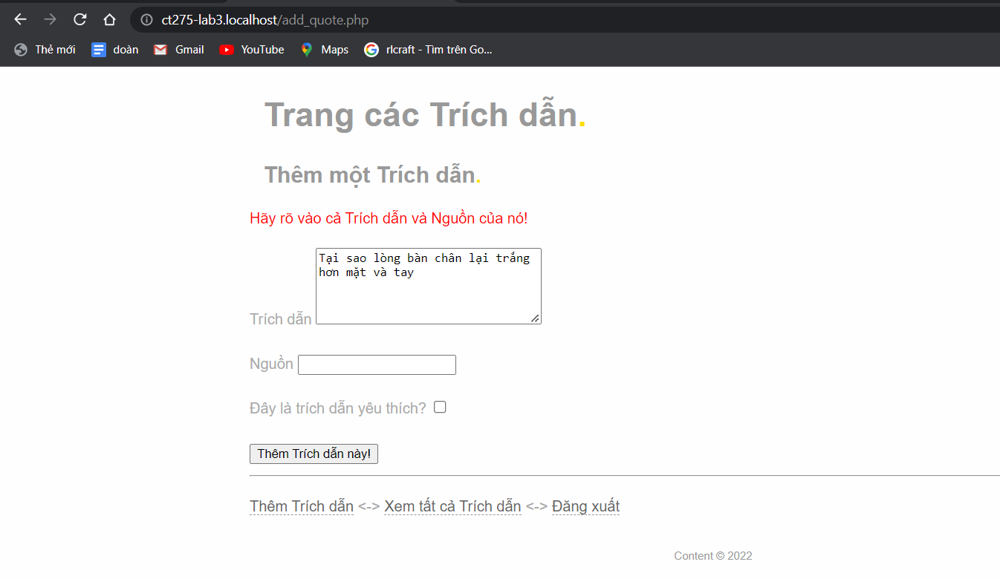 ct275-lab3.localhost/add_quote.php
Thẻ mới doàn Gmail YouTube Maps rlcraft - Tìm trên Go...
Trang các Trích dẫn.
Thêm một Trích dẫn.
Hãy rõ vào cả Trích dẫn và Nguồn của nó!
Tại sao lòng bàn chân lại trắng
hơn mặt và tay
Trích dẫn
Nguồn
Đây là trích dẫn yêu thích?
Thêm Trích dẫn này!
Thêm Trích dẫn <-> Xem tất cả Trích dẫn <-> Đăng xuất
Content © 2022